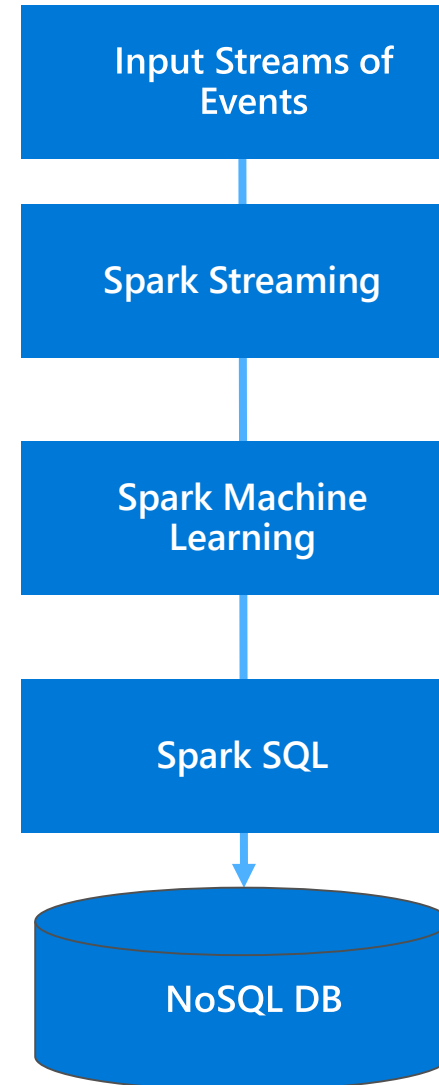 Input Streams of
Events
Spark Streaming
Spark Machine
Learning
Spark SQL
NoSQL DB